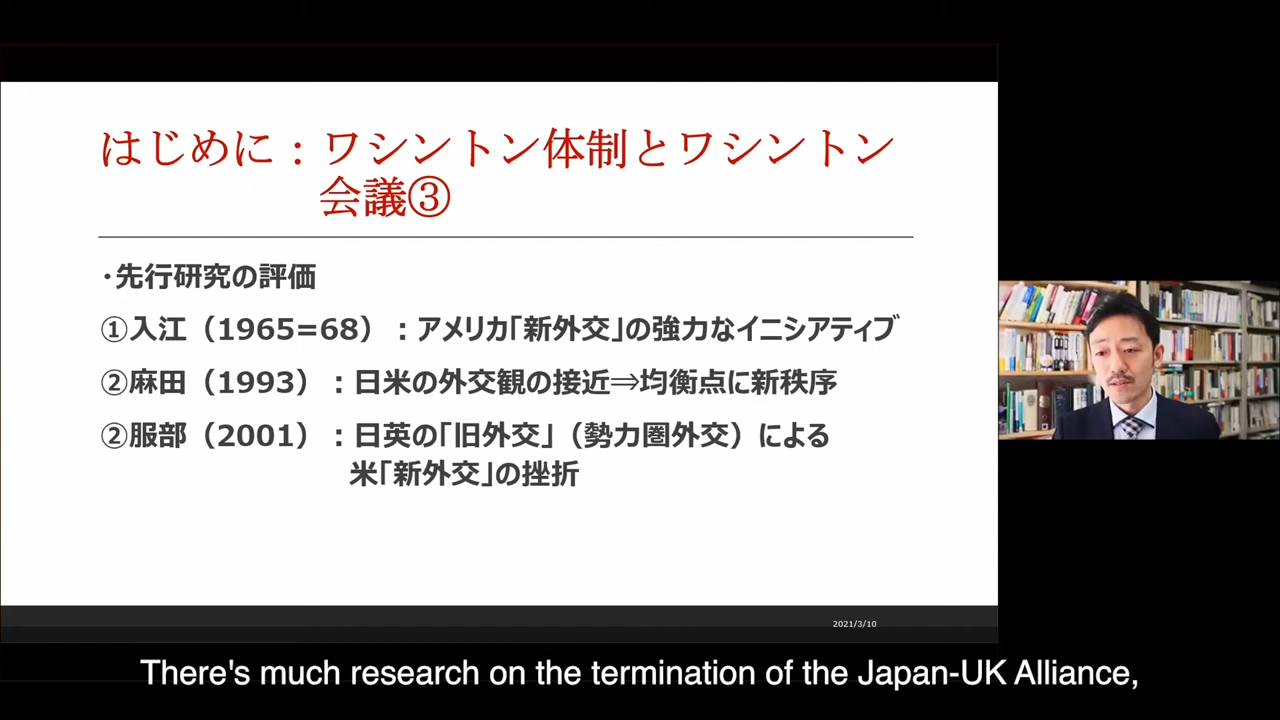 はじめに：ワシントン体制とワシントン
会議③
・先行研究の評価
①入江（1965=68）：アメリカ「新外交」の強力なイニシアティブ
②麻田（1993）：日米の外交観の接近⇒均衡点に新秩序
②服部（2001）：日英の「旧外交」（勢力圏外交）による
米「新外交」の挫折
2021/3/10
There's much research on the termination of the Japan-UK Alliance,